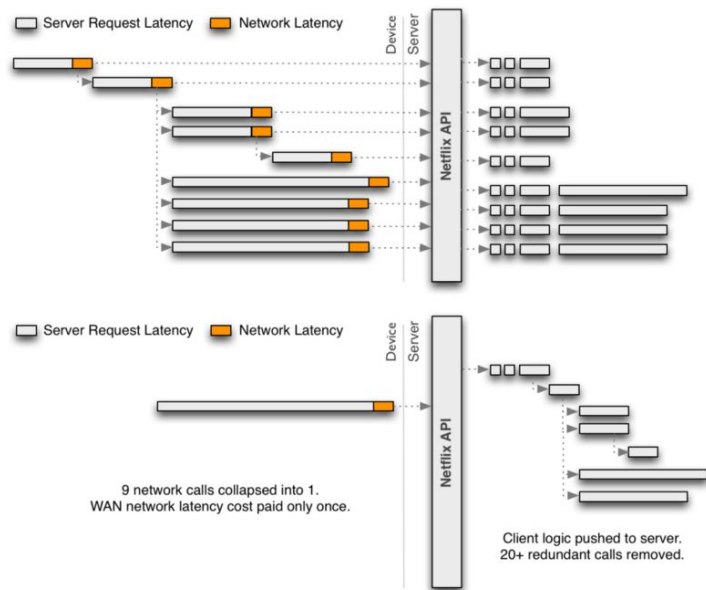 Server Request Latency Network Latency
Device
Server
Netflix API
Server Request Latency Network Latency
Device
Server
Netflix API
9 network calls collapsed into 1.
WAN network latency cost paid only once.
Client logic pushed to server.
20+ redundant calls removed.